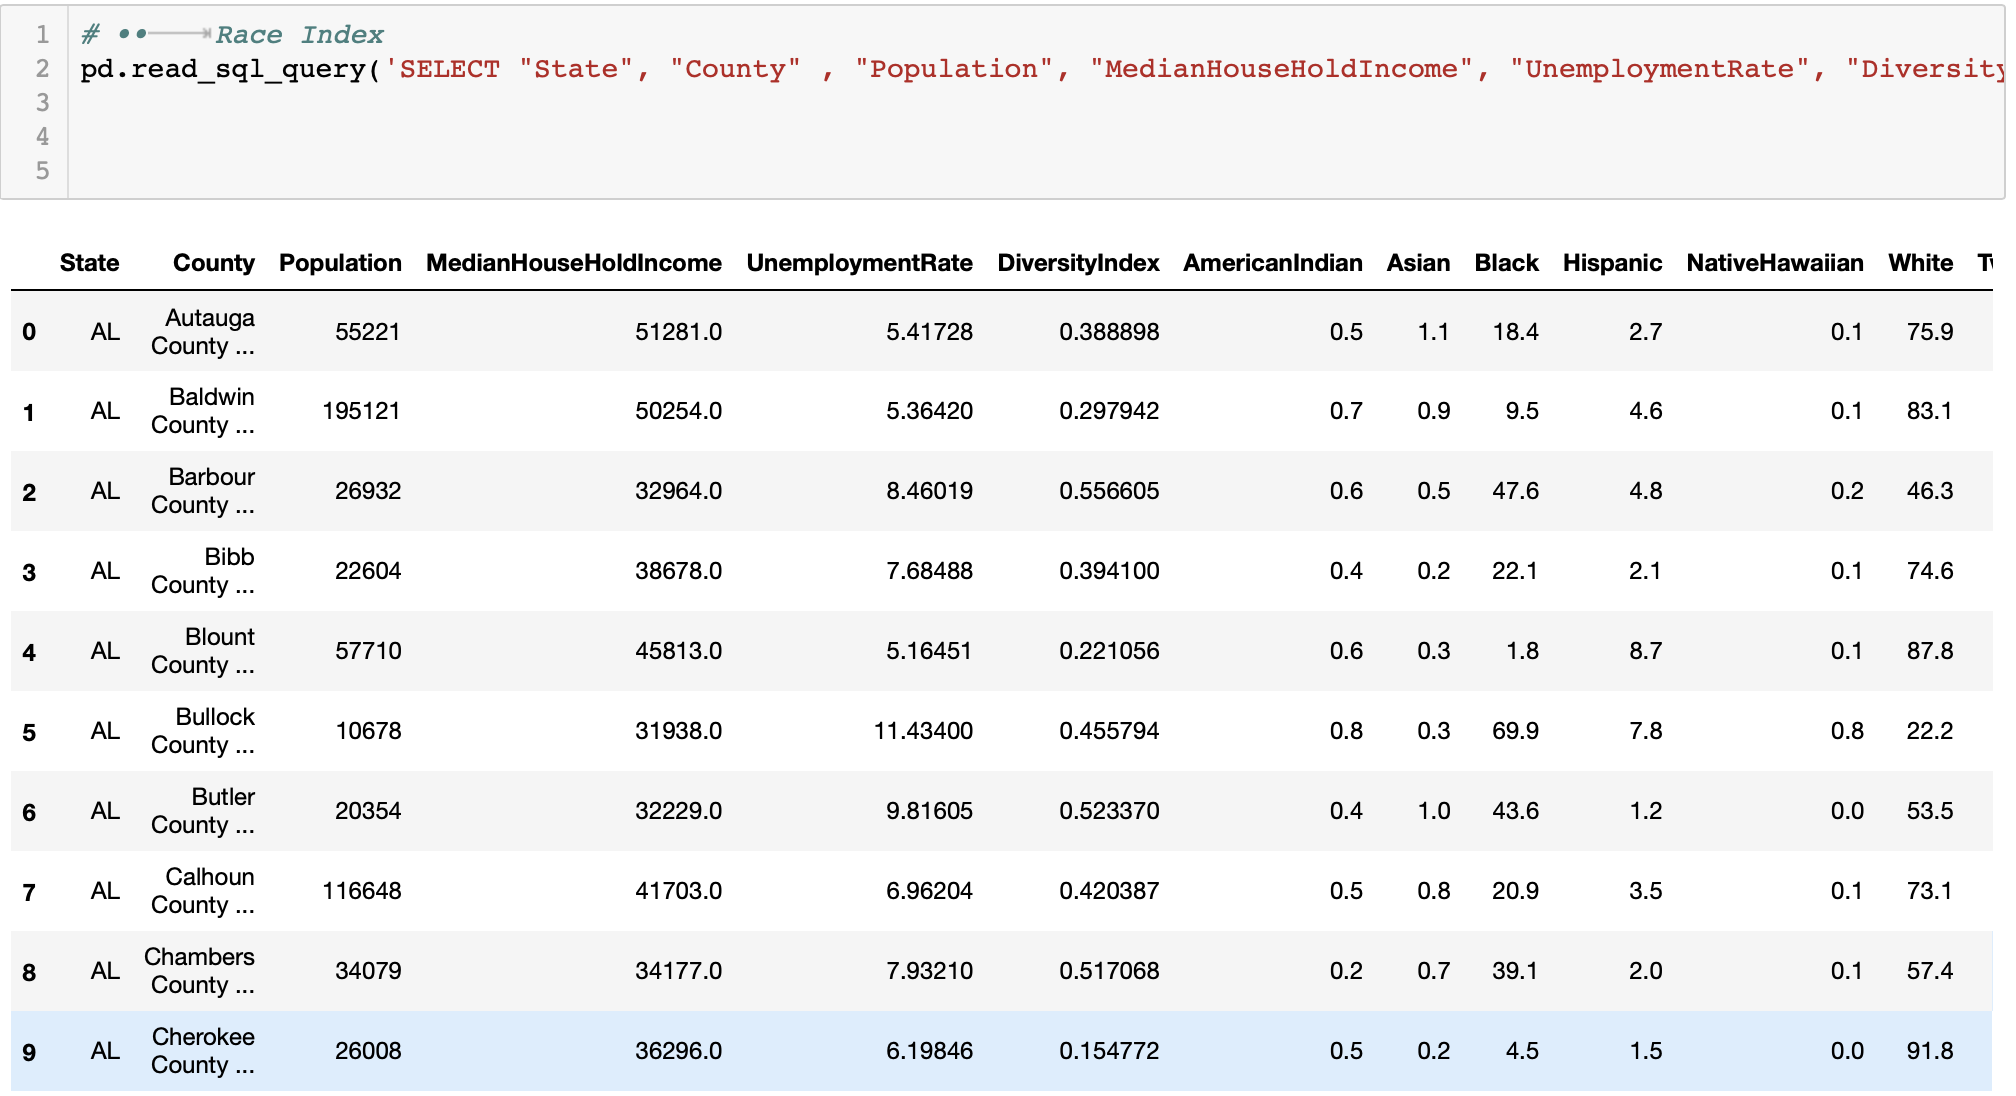 1 # ••⟶Race Index
2 pd.read_sql_query('SELECT "State", "County" , "Population", "MedianHouseHoldIncome", "UnemploymentRate", "Diversity
3
4
5
State County Population MedianHouseHoldIncome UnemploymentRate DiversityIndex AmericanIndian Asian Black Hispanic NativeHawaiian White
0 AL Autauga County ... 55221 51281.0 5.41728 0.388898 0.5 1.1 18.4 2.7 0.1 75.9
1 AL Baldwin County ... 195121 50254.0 5.36420 0.297942 0.7 0.9 9.5 4.6 0.1 83.1
2 AL Barbour County ... 26932 32964.0 8.46019 0.556605 0.6 0.5 47.6 4.8 0.2 46.3
3 AL Bibb County ... 22604 38678.0 7.68488 0.394100 0.4 0.2 22.1 2.1 0.1 74.6
4 AL Blount County ... 57710 45813.0 5.16451 0.221056 0.6 0.3 1.8 8.7 0.1 87.8
5 AL Bullock County ... 10678 31938.0 11.43400 0.455794 0.8 0.3 69.9 7.8 0.8 22.2
6 AL Butler County ... 20354 32229.0 9.81605 0.523370 0.4 1.0 43.6 1.2 0.0 53.5
7 AL Calhoun County ... 116648 41703.0 6.96204 0.420387 0.5 0.8 20.9 3.5 0.1 73.1
8 AL Chambers County ... 34079 34177.0 7.93210 0.517068 0.2 0.7 39.1 2.0 0.1 57.4
9 AL Cherokee County ... 26008 36296.0 6.19846 0.154772 0.5 0.2 4.5 1.5 0.0 91.8